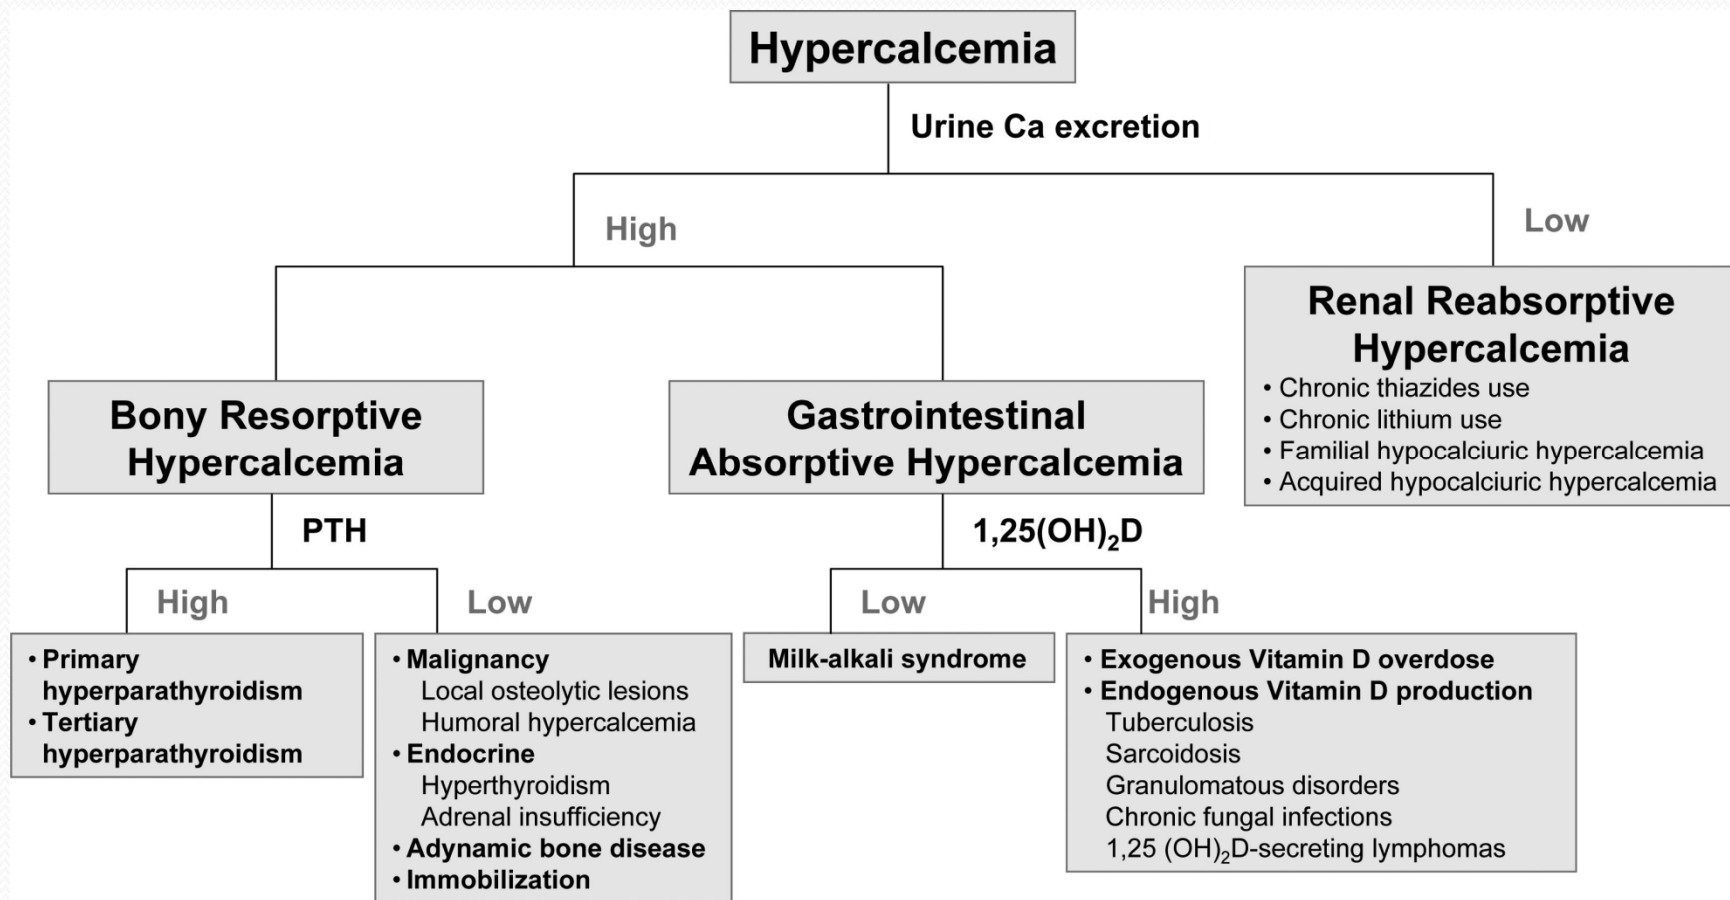 Hypercalcemia
Urine Ca excretion
High
Low
Renal Reabsorptive
Hypercalcemia
• Chronic thiazides use
• Chronic lithium use
• Familial hypocalciuric hypercalcemia
• Acquired hypocalciuric hypercalcemia
Bony Resorptive
Hypercalcemia
Gastrointestinal
Absorptive Hypercalcemia
PTH
1,25(OH)₂D
High
Low
Low
High
• Primary
hyperparathyroidism
• Tertiary
hyperparathyroidism
• Malignancy
Local osteolytic lesions
Humoral hypercalcemia
• Endocrine
Hyperthyroidism
Adrenal insufficiency
• Adynamic bone disease
• Immobilization
Milk-alkali syndrome
• Exogenous Vitamin D overdose
• Endogenous Vitamin D production
Tuberculosis
Sarcoidosis
Granulomatous disorders
Chronic fungal infections
1,25 (OH)₂D-secreting lymphomas